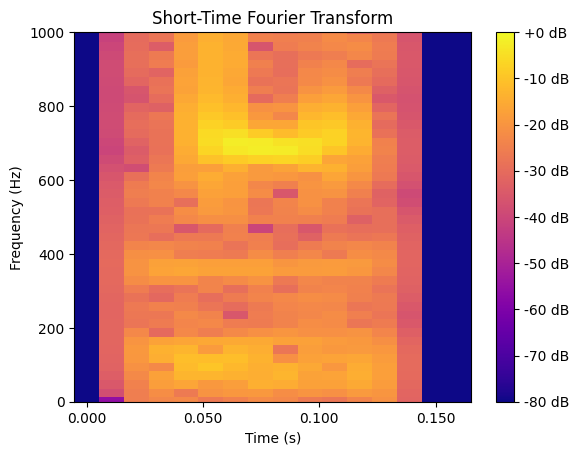 Short-Time Fourier Transform
1000
800
600
400
200
0
Frequency (Hz)
0.000
0.050
0.100
0.150
Time (s)
+0 dB
-10 dB
-20 dB
-30 dB
-40 dB
-50 dB
-60 dB
-70 dB
-80 dB